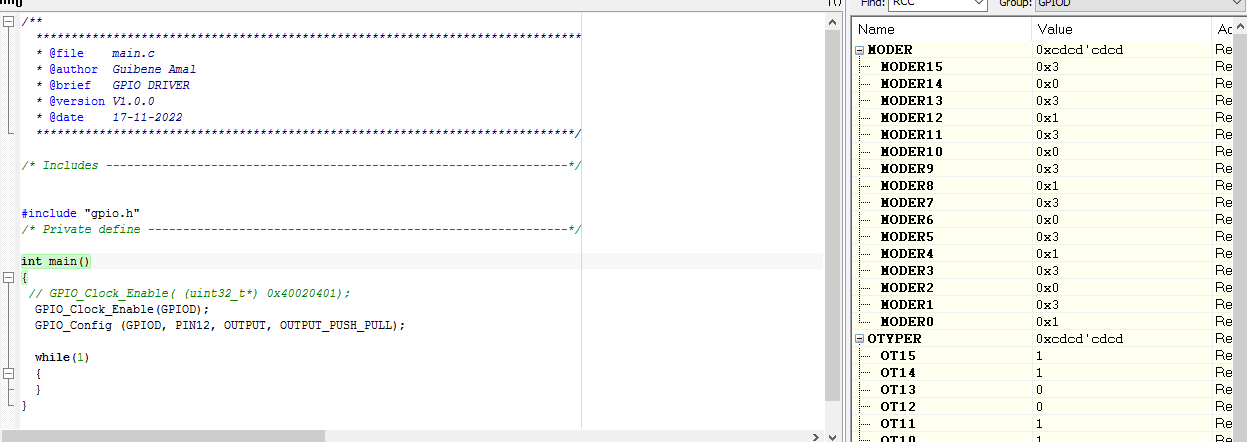 Find: RCC Group: GPIOD
/**
******************************************************************************
* @file main.c
* @author Guibene Amal
* @brief GPIO DRIVER
* @version V1.0.0
* @date 17-11-2022
*****************************************************************************/
/* Includes ------------------------------------------------------------------*/
#include "gpio.h"
/* Private define ------------------------------------------------------------*/
int main()
{
// GPIO_Clock_Enable( (uint32_t*) 0x40020401);
GPIO_Clock_Enable(GPIOD);
GPIO_Config (GPIOD, PIN12, OUTPUT, OUTPUT_PUSH_PULL);
while(1)
{
}
}
Name Value Ac
MODER 0xcdcd'cdcd Re
MODER15 0x3 Re
MODER14 0x0 Re
MODER13 0x3 Re
MODER12 0x1 Re
MODER11 0x3 Re
MODER10 0x0 Re
MODER9 0x3 Re
MODER8 0x1 Re
MODER7 0x3 Re
MODER6 0x0 Re
MODER5 0x3 Re
MODER4 0x1 Re
MODER3 0x3 Re
MODER2 0x0 Re
MODER1 0x3 Re
MODER0 0x1 Re
OTYPER 0xcdcd'cdcd Re
OT15 1 Re
OT14 1 Re
OT13 0 Re
OT12 0 Re
OT11 1 Re
OT10 1 Re